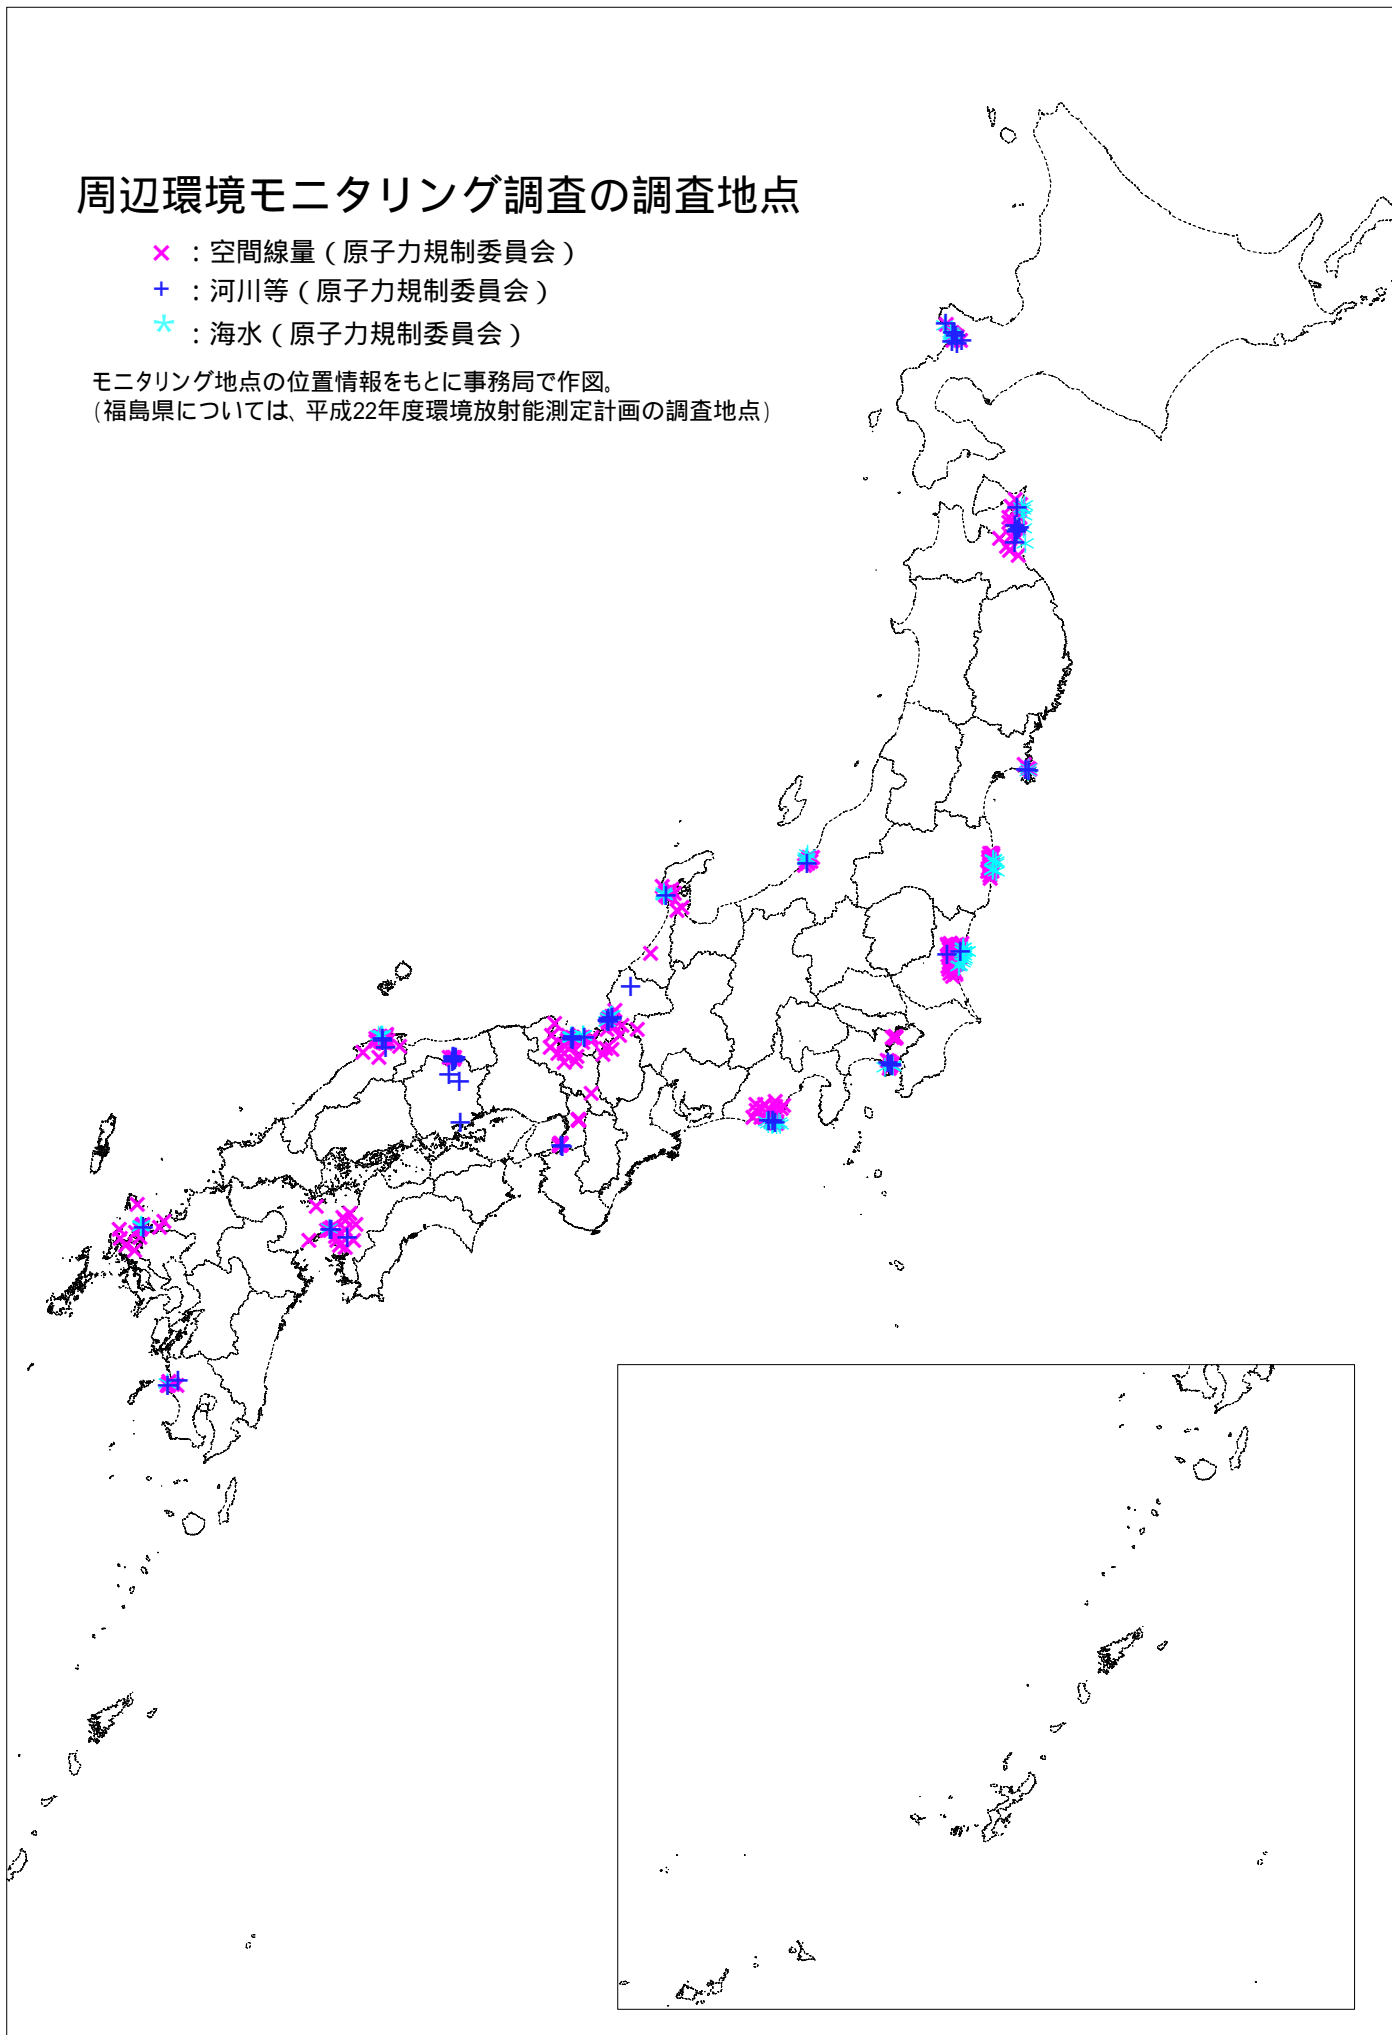 周辺環境モニタリング調査の調査地点
× ：空間線量（原子力規制委員会）
+ ：河川等（原子力規制委員会）
* ：海水（原子力規制委員会）
モニタリング地点の位置情報をもとに事務局で作図。
（福島県については、平成22年度環境放射能測定計画の調査地点）